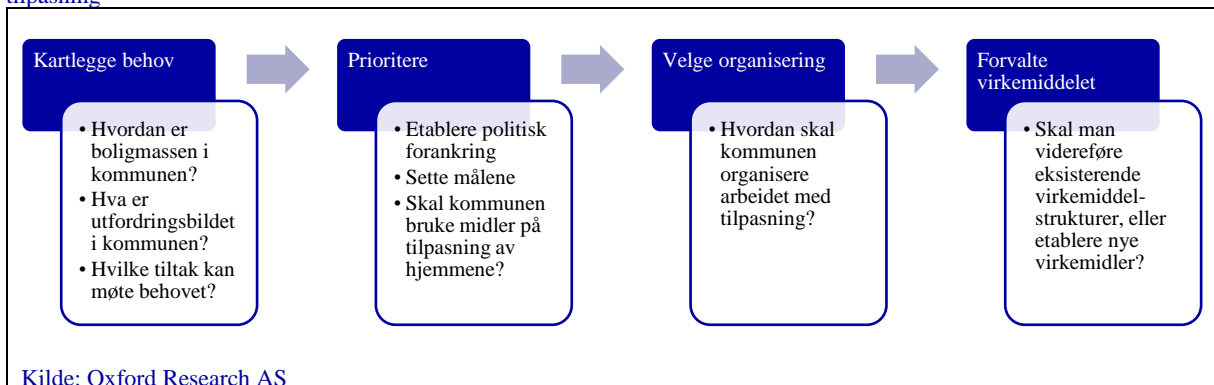 tilpasning
Kartlegge behov
• Hvordan er
boligmassen i
kommunen?
• Hva er
utfordringsbildet
i kommunen?
• Hvilke tiltak kan
møte behovet?
Prioritere
• Etablere politisk
forankring
• Sette målene
• Skal kommunen
bruke midler på
tilpasning av
hjemmene?
Velge organisering
• Hvordan skal
kommunen
organisere
arbeidet med
tilpasning?
Forvalte
virkemiddelet
• Skal man
videreføre
eksisterende
virkemiddel-
strukturer, eller
etablere nye
virkemidler?
Kilde: Oxford Research AS